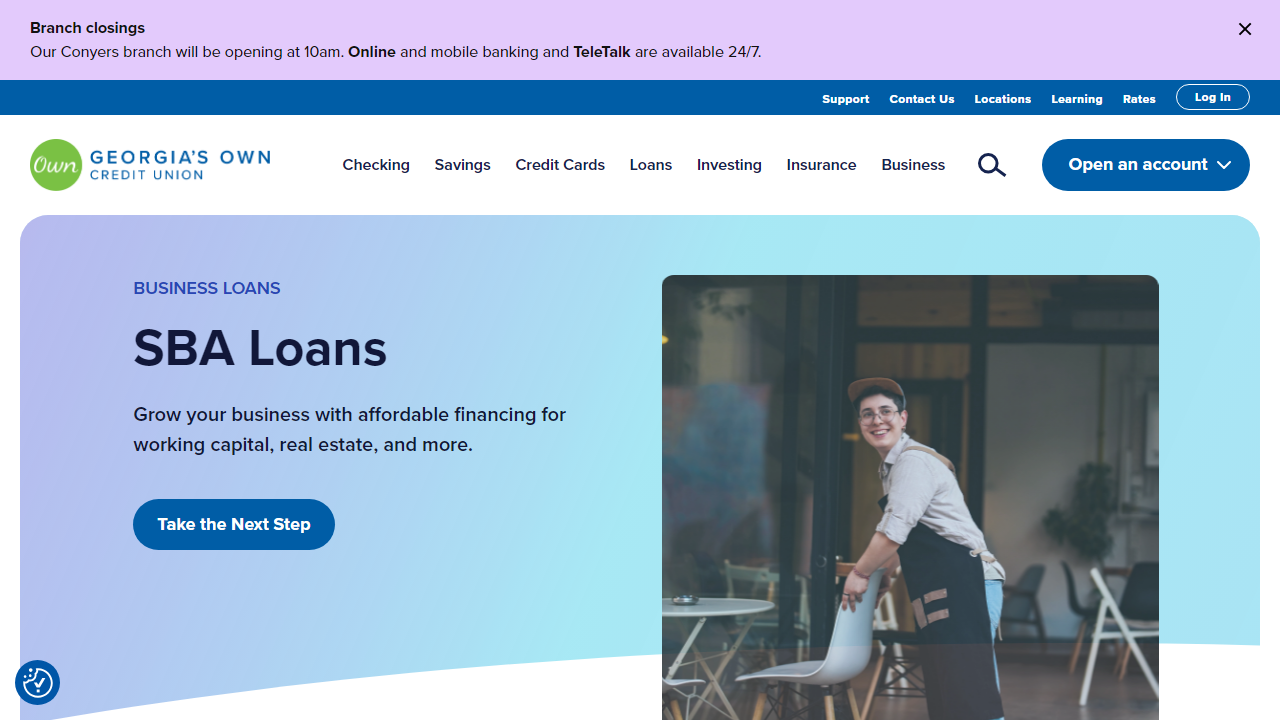 Branch closings
Our Conyers branch will be opening at 10am. Online and mobile banking and TeleTalk are available 24/7.
Support Contact Us Locations Learning Rates Log In
Own GEORGIA'S OWN
CREDIT UNION
Checking Savings Credit Cards Loans Investing Insurance Business Open an account
BUSINESS LOANS
SBA Loans
Grow your business with affordable financing for
working capital, real estate, and more.
Take the Next Step